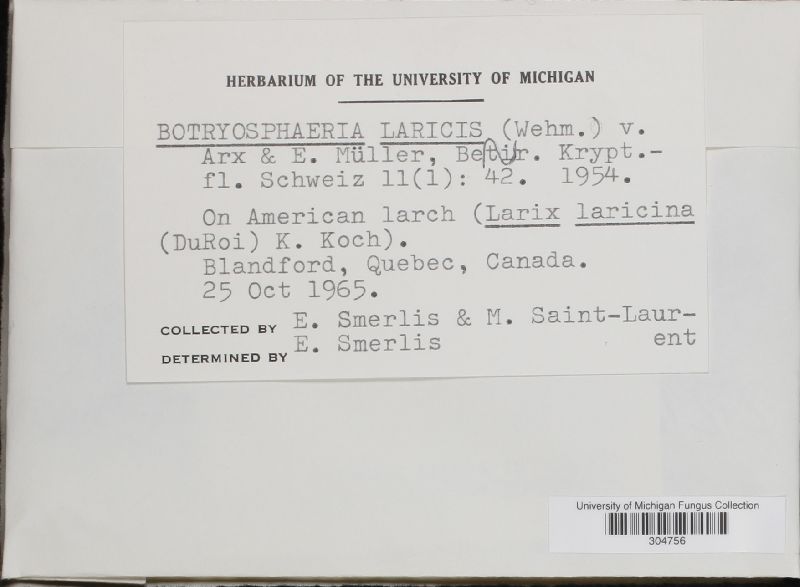 HERBARIUM OF THE UNIVERSITY OF MICHIGAN
BOTRYOSPHAERIA LARICIS (Wehm.) v.
Arx & E. Müller, Beitr. Krypt.-
fl. Schweiz 11(1): 42. 1954.
On American larch (Larix laricina
(DuRoi) K. Koch).
Blandford, Quebec, Canada.
25 Oct 1965.
COLLECTED BY E. Smerlis & M. Saint-Laur-
ent
DETERMINED BY E. Smerlis
University of Michigan Fungus Collection
304756